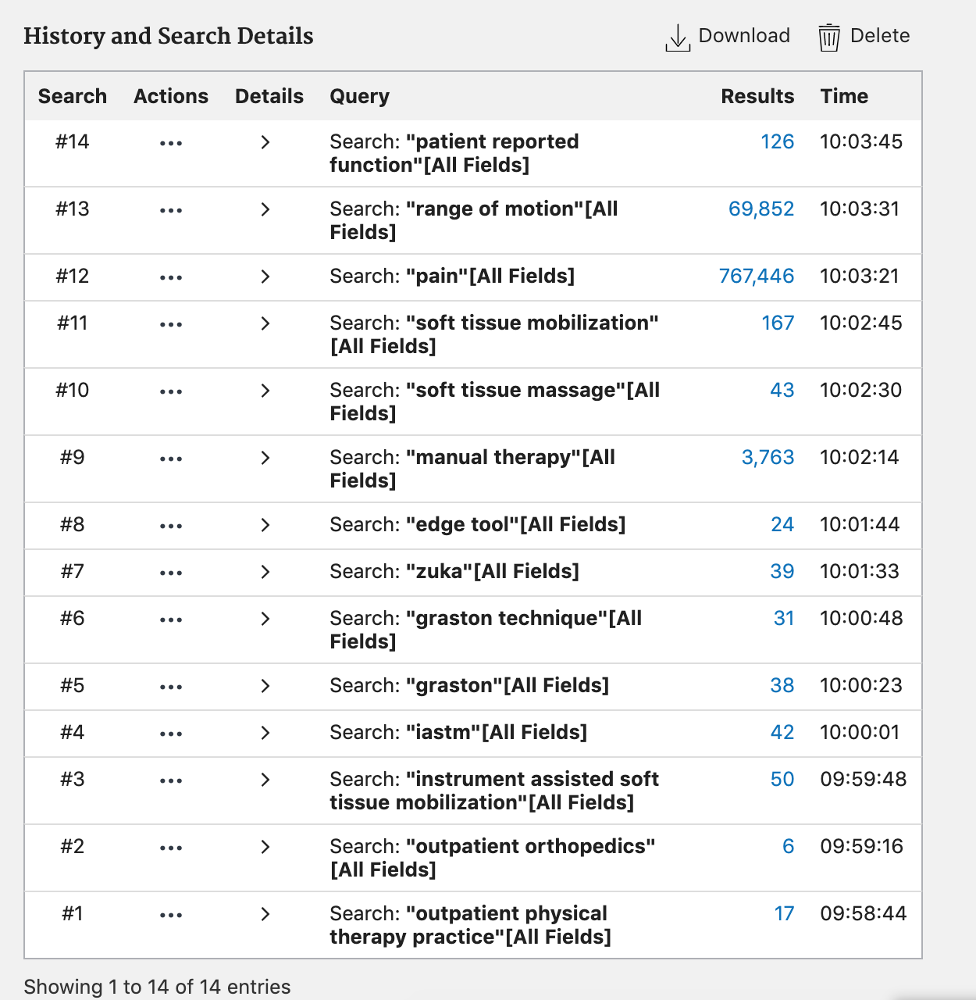 History and Search Details
Download Delete
Search Actions Details Query Results Time
#14 ••• > Search: "patient reported 126 10:03:45
function"[All Fields]
#13 ••• > Search: "range of motion"[All 69,852 10:03:31
Fields]
#12 ••• > Search: "pain"[All Fields] 767,446 10:03:21
#11 ••• > Search: "soft tissue mobilization" 167 10:02:45
[All Fields]
#10 ••• > Search: "soft tissue massage"[All 43 10:02:30
Fields]
#9 ••• > Search: "manual therapy"[All 3,763 10:02:14
Fields]
#8 ••• > Search: "edge tool"[All Fields] 24 10:01:44
#7 ••• > Search: "zuka"[All Fields] 39 10:01:33
#6 ••• > Search: "graston technique"[All 31 10:00:48
Fields]
#5 ••• > Search: "graston"[All Fields] 38 10:00:23
#4 ••• > Search: "iastm"[All Fields] 42 10:00:01
#3 ••• > Search: "instrument assisted soft 50 09:59:48
tissue mobilization"[All Fields]
#2 ••• > Search: "outpatient orthopedics" 6 09:59:16
[All Fields]
#1 ••• > Search: "outpatient physical 17 09:58:44
therapy practice"[All Fields]
Showing 1 to 14 of 14 entries